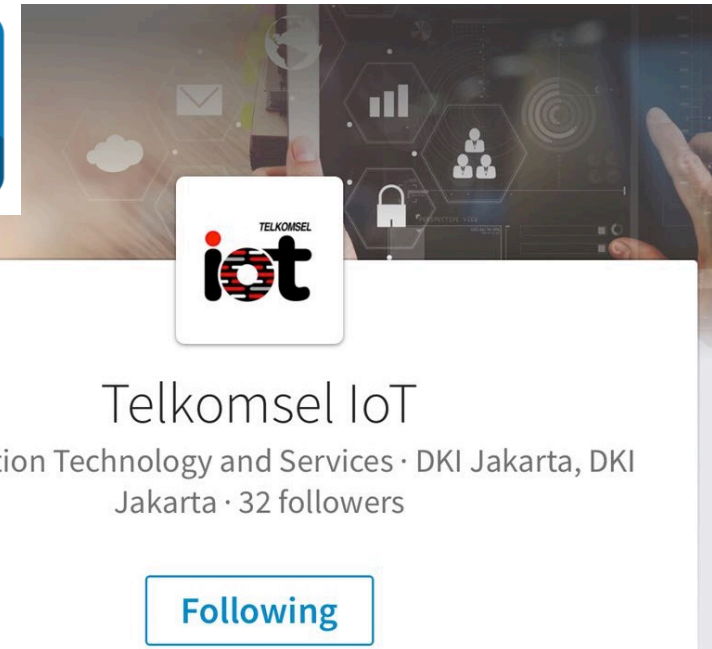 TELKOMSEL
iot
Telkomsel IoT
tion Technology and Services · DKI Jakarta, DKI
Jakarta · 32 followers
Following